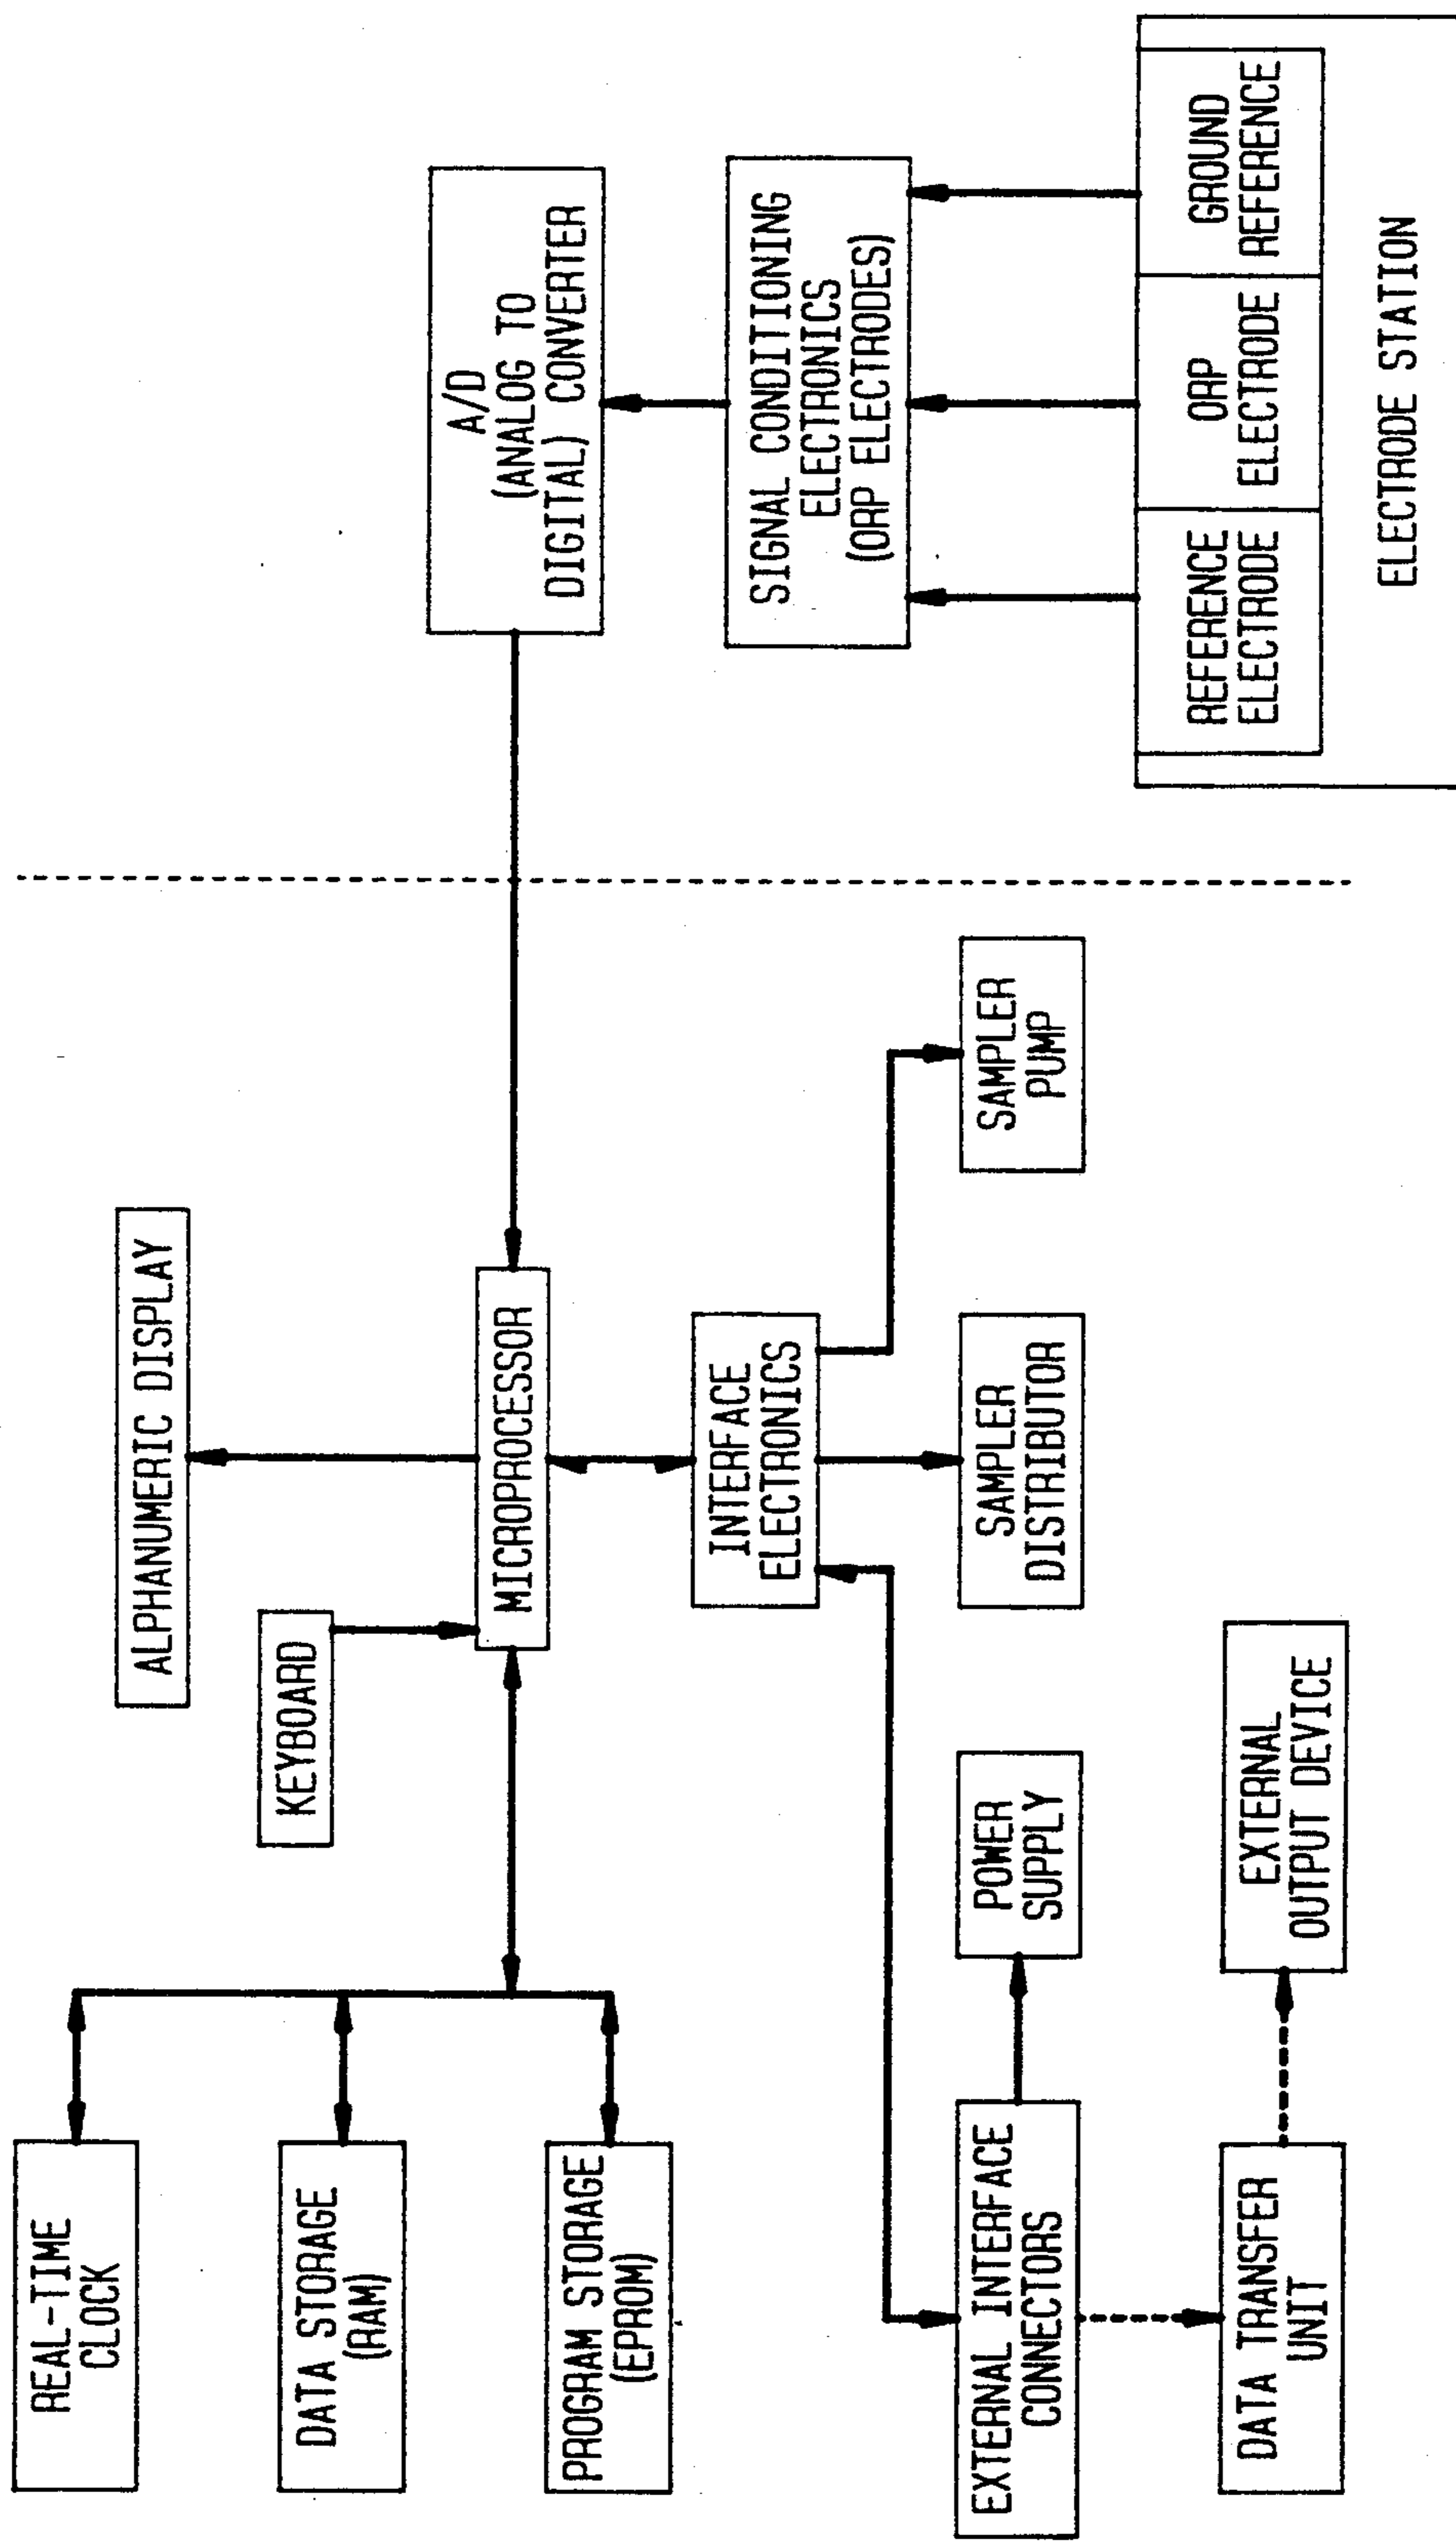 REAL-TIME
CLOCK
DATA STORAGE
(RAM)
PROGRAM STORAGE
(EPROM)
KEYBOARD
ALPHANUMERIC DISPLAY
MICROPROCESSOR
INTERFACE
ELECTRONICS
EXTERNAL INTERFACE
CONNECTORS
POWER
SUPPLY
SAMPLER
DISTRIBUTOR
SAMPLER
PUMP
DATA TRANSFER
UNIT
EXTERNAL
OUTPUT DEVICE
A/D
(ANALOG TO
DIGITAL) CONVERTER
SIGNAL CONDITIONING
ELECTRONICS
(ORP ELECTRODES)
REFERENCE
ELECTRODE
ORP
ELECTRODE
GROUND
REFERENCE
ELECTRODE STATION